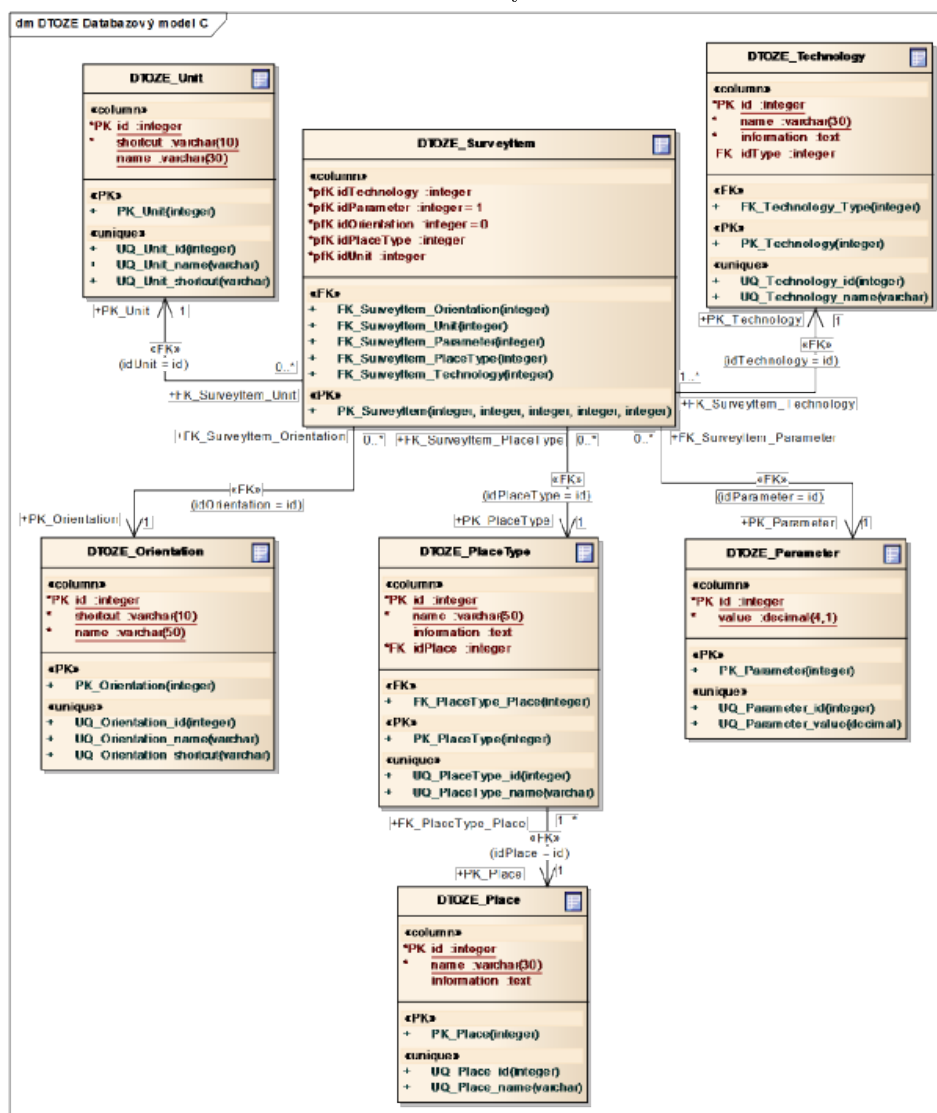 dm DTOZE Databazový model C
DTOZE_Unit
«column»
*PK id :integer
* shortcut :varchar(10)
name :varchar(30)
«PK»
+ PK_Unit(integer)
«unique»
+ UQ_Unit_id(integer)
+ UQ_Unit_name(varchar)
+ UQ_Unit_shortcut(varchar)
DTOZE_SurveyItem
«column»
*pfK idTechnology :integer
*pfK idParameter :integer = 1
*pfK idOrientation :integer = 0
*pfK idPlaceType :integer
*pfK idUnit :integer
«FK»
+ FK_SurveyItem_Orientation(integer)
+ FK_SurveyItem_Unit(integer)
+ FK_SurveyItem_Parameter(integer)
+ FK_SurveyItem_PlaceType(integer)
+ FK_SurveyItem_Technology(integer)
«PK»
+ PK_SurveyItem(integer, integer, integer, integer, integer)
DTOZE_Technology
«column»
*PK id :integer
* name :varchar(30)
* information :text
FK idType :integer
«FK»
+ FK_Technology_Type(integer)
«PK»
+ PK_Technology(integer)
«unique»
+ UQ_Technology_id(integer)
+ UQ_Technology_name(varchar)
+PK_Unit 1
«FK»
(idUnit = id)
0..*
+FK_SurveyItem_Unit
+PK_Technology 1
«FK»
(idTechnology = id)
1..*
+FK_SurveyItem_Technology
+FK_SurveyItem_Orientation 0..* +FK_SurveyItem_PlaceType 0..* 0..* +FK_SurveyItem_Parameter
«FK»
(idOrientation = id)
+PK_Orientation 1
«FK»
(idPlaceType = id)
+PK_PlaceType 1
«FK»
(idParameter = id)
+PK_Parameter 1
DTOZE_Orientation
«column»
*PK id :integer
* shortcut :varchar(10)
* name :varchar(50)
«PK»
+ PK_Orientation(integer)
«unique»
+ UQ_Orientation_id(integer)
+ UQ_Orientation_name(varchar)
+ UQ_Orientation_shortcut(varchar)
DTOZE_PlaceType
«column»
*PK id :integer
* name :varchar(50)
information :text
*FK idPlace :integer
«FK»
+ FK_PlaceType_Place(integer)
«PK»
+ PK_PlaceType(integer)
«unique»
+ UQ_PlaceType_id(integer)
+ UQ_PlaceType_name(varchar)
DTOZE_Parameter
«column»
*PK id :integer
* value :decimal(4,1)
«PK»
+ PK_Parameter(integer)
«unique»
+ UQ_Parameter_id(integer)
+ UQ_Parameter_value(decimal)
+FK_PlaceType_Place 1..*
«FK»
(idPlace = id)
+PK_Place 1
DTOZE_Place
«column»
*PK id :integer
* name :varchar(30)
information :text
«PK»
+ PK_Place(integer)
«unique»
+ UQ_Place_id(integer)
+ UQ_Place_name(varchar)